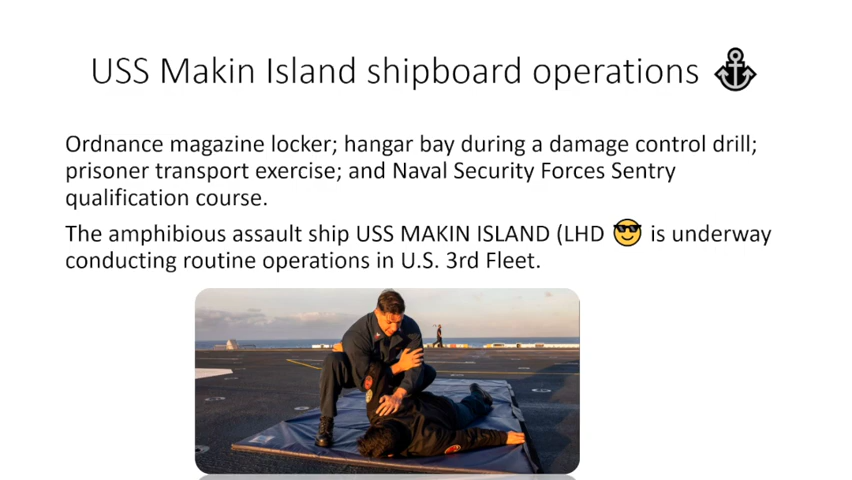 USS Makin Island shipboard operations ⚓
Ordnance magazine locker; hangar bay during a damage control drill;
prisoner transport exercise; and Naval Security Forces Sentry
qualification course.
The amphibious assault ship USS MAKIN ISLAND (LHD 😎 is underway
conducting routine operations in U.S. 3rd Fleet.